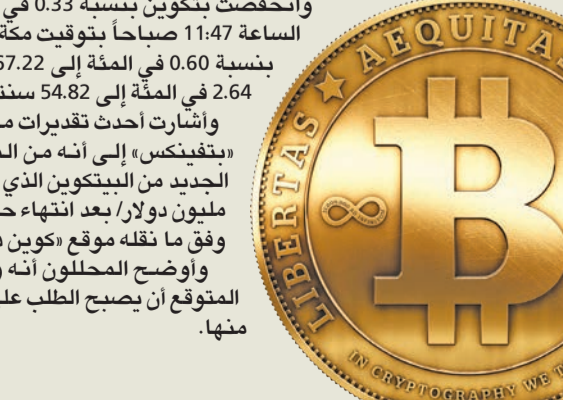 وانخفضت بتكوين بنسبة 0.33 في
الساعة 11:47 صباحاً بتوقيت مكة
بنسبة 0.60 في المئة إلى 67.22
2.64 في المئة إلى 54.82
وأشارت أحدث تقديرات
«بتفينكس» إلى أنه من
الجديد من البيتكوين الذي
مليون دولار/ بعد انتهاء
وفق ما نقله موقع «كوين
وأوضح المحللون أنه
المتوقع أن يصبح الطلب
منها.
LIBERTAS ★ AEQUITAS
B
IN CRYPTOGRAPHY WE